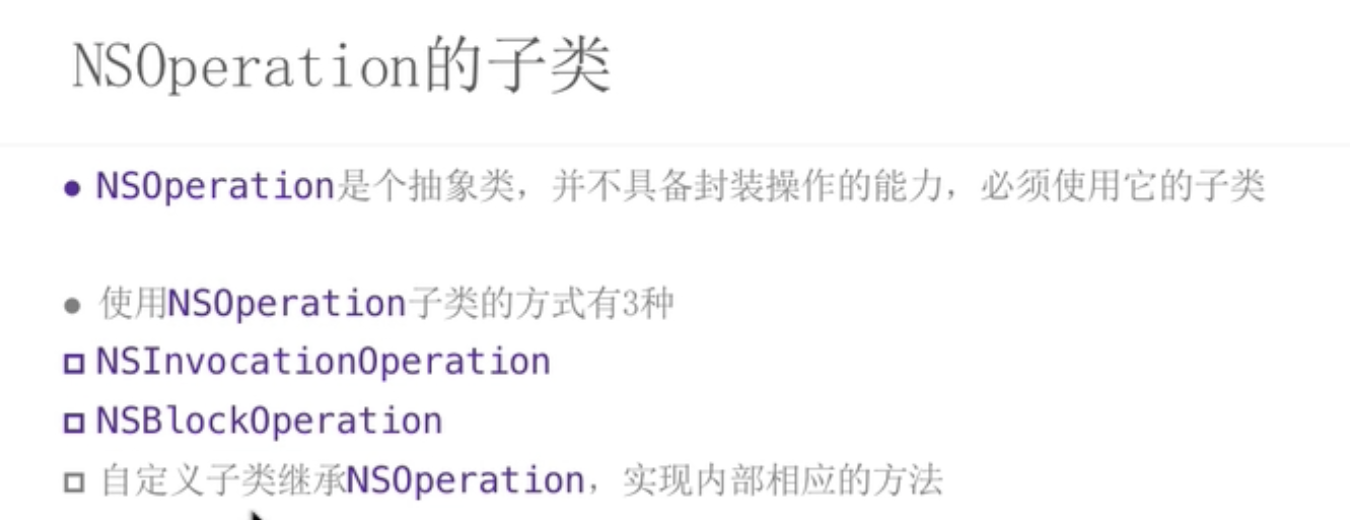 NSOperation的子类
NSOperation是个抽象类，并不具备封装操作的能力，必须使用它的子类
使用NSOperation子类的方式有3种
NSInvocationOperation
NSBlockOperation
自定义子类继承NSOperation，实现内部相应的方法